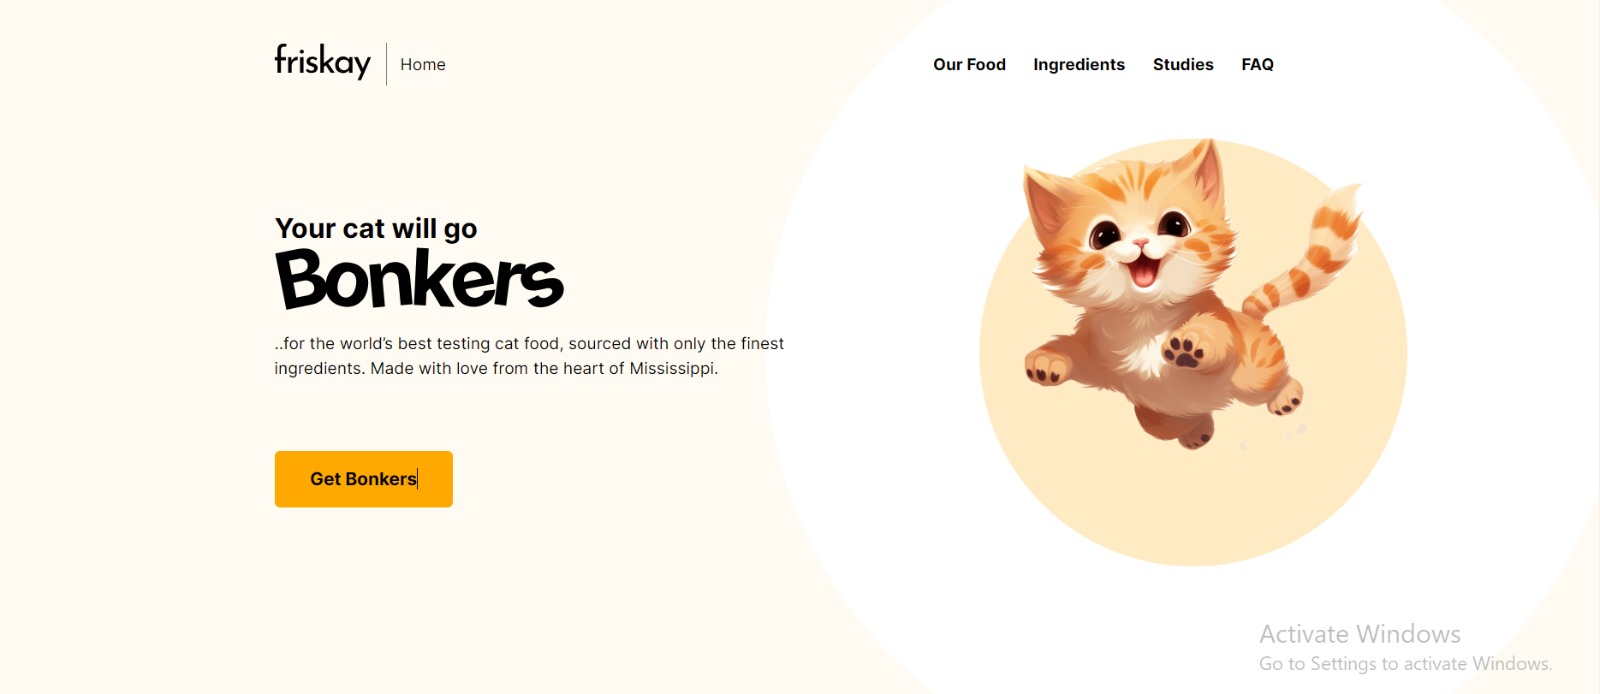 friskay
Home
Our Food
Ingredients
Studies
FAQ
Your cat will go
Bonkers
..for the world's best testing cat food, sourced with only the finest
ingredients. Made with love from the heart of Mississippi.
Get Bonkers
Activate Windows
Go to Settings to activate Windows.